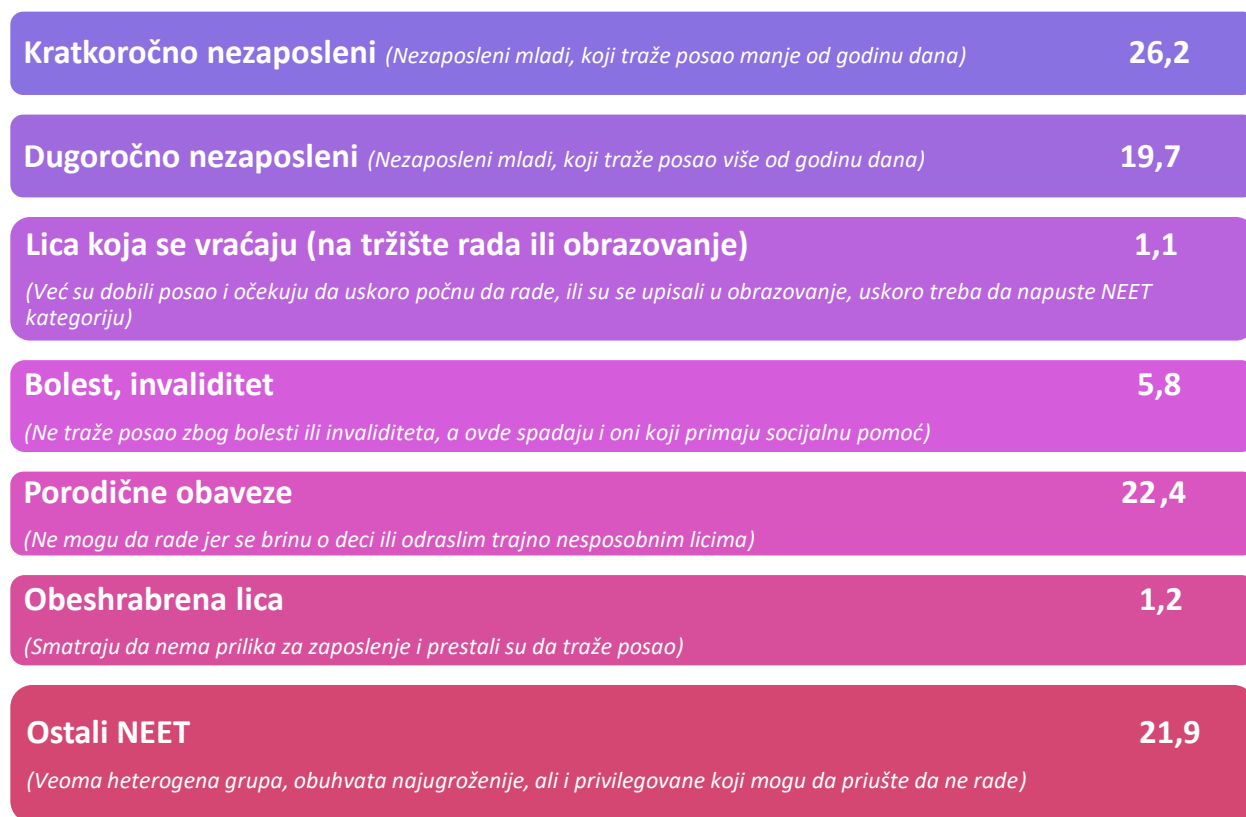 Kratkoročno nezaposleni (Nezaposleni mladi, koji traže posao manje od godinu dana) 26,2
Dugoročno nezaposleni (Nezaposleni mladi, koji traže posao više od godinu dana) 19,7
Lica koja se vraćaju (na tržište rada ili obrazovanje) 1,1
(Već su dobili posao i očekuju da uskoro počnu da rade, ili su se upisali u obrazovanje, uskoro treba da napuste NEET
kategoriju)
Bolest, invaliditet 5,8
(Ne traže posao zbog bolesti ili invaliditeta, a ovde spadaju i oni koji primaju socijalnu pomoć)
Porodične obaveze 22,4
(Ne mogu da rade jer se brinu o deci ili odraslim trajno nesposobnim licima)
Obeshrabrena lica 1,2
(Smatraju da nema prilika za zaposlenje i prestali su da traže posao)
Ostali NEET 21,9
(Veoma heterogena grupa, obuhvata najugroženije, ali i privilegovane koji mogu da priušte da ne rade)